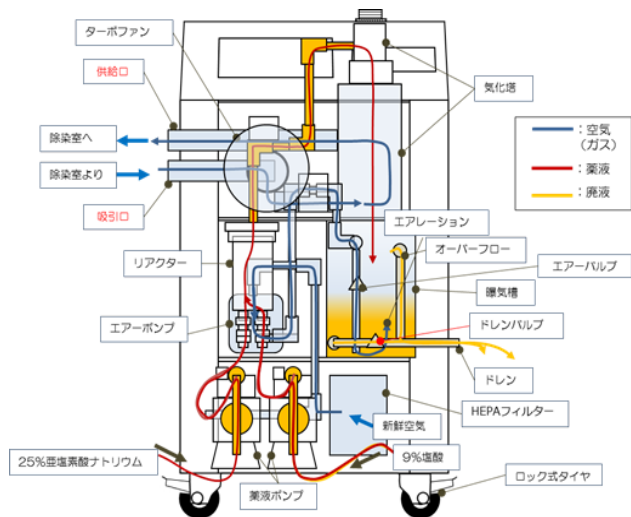 ターボファン
供給口
除染室へ
除染室より
吸引口
リアクター
エアーポンプ
25%亜塩素酸ナトリウム
薬液ポンプ
気化塔
:空気
(ガス)
:薬液
:廃液
エアレーション
オーバーフロー
エアーバルブ
曝気槽
ドレンバルブ
ドレン
HEPAフィルター
新鮮空気
9%塩酸
ロック式タイヤ